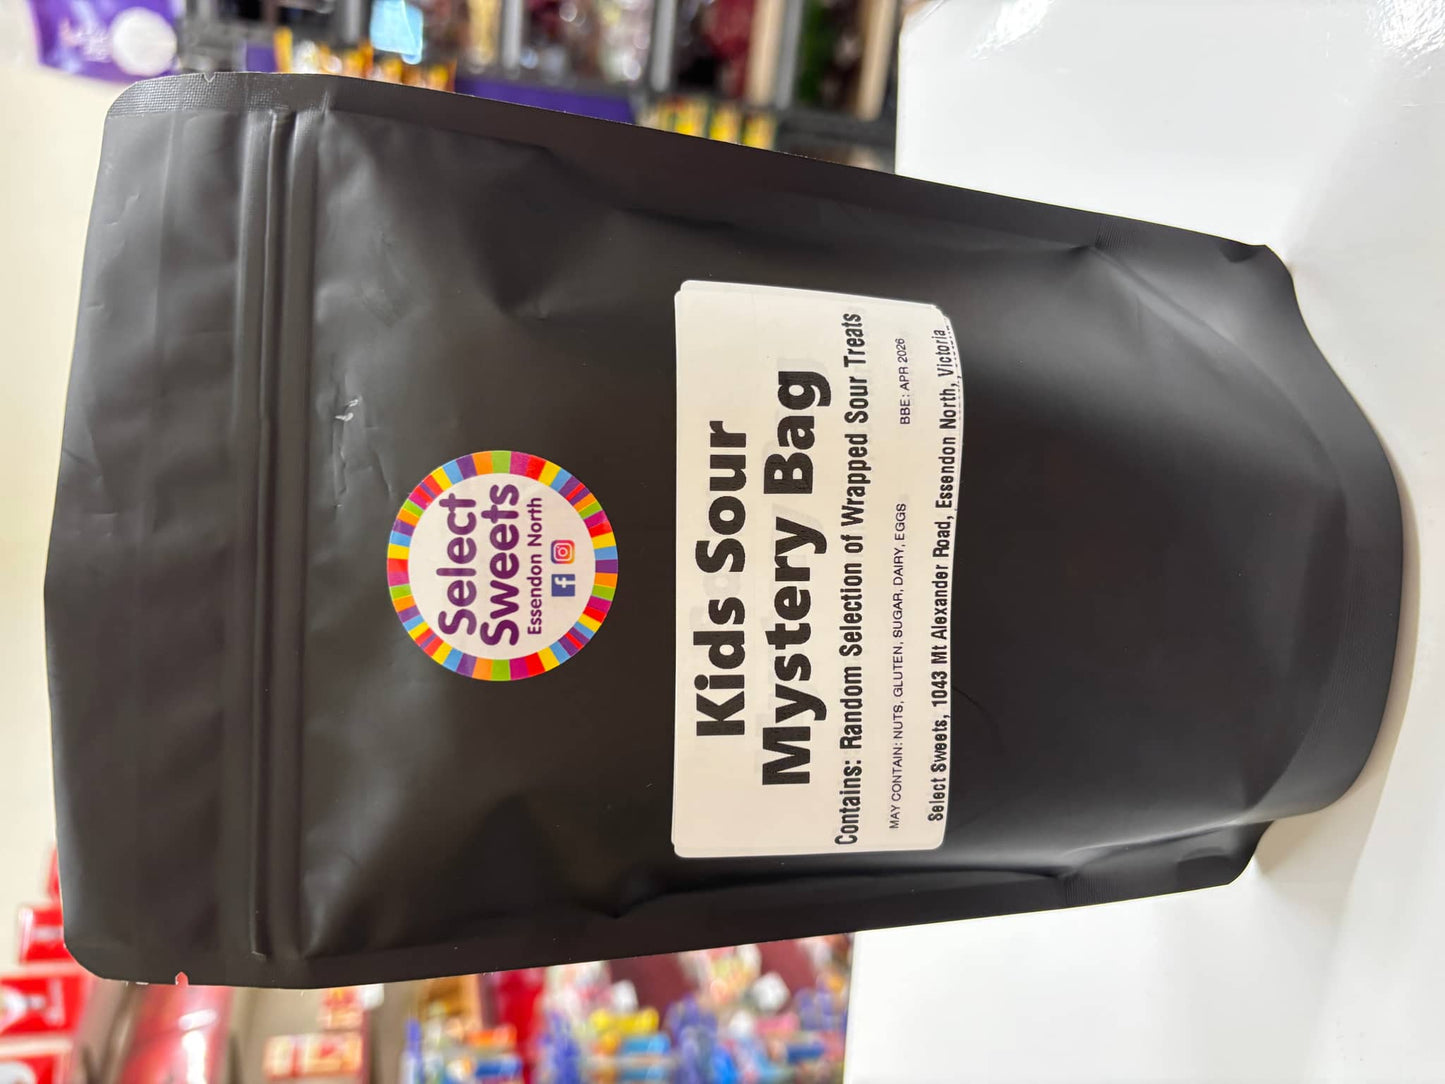 Select
Sweets
Essendon North
Kids Sour
Mystery Bag
Contains: Random Selection of Wrapped Sour Treats
MAY CONTAIN: NUTS, GLUTEN, SUGAR, DAIRY, EGGS BBE: APR 2026
Select Sweets, 1043 Mt Alexander Road, Essendon North, Victoria